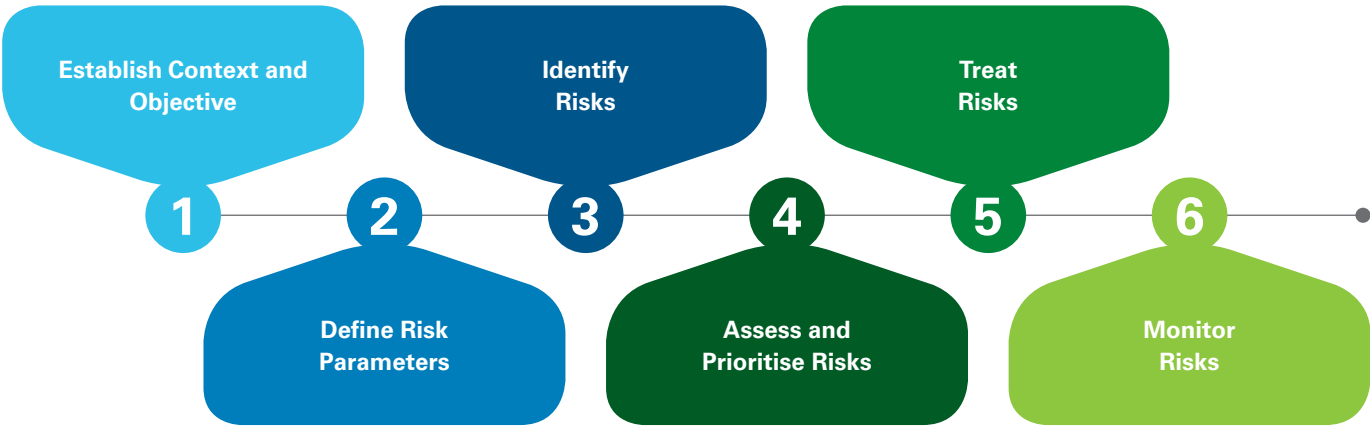 Establish Context and
Objective
1
2
Define Risk
Parameters
Identify
Risks
3
4
Assess and
Prioritise Risks
Treat
Risks
5
6
Monitor
Risks